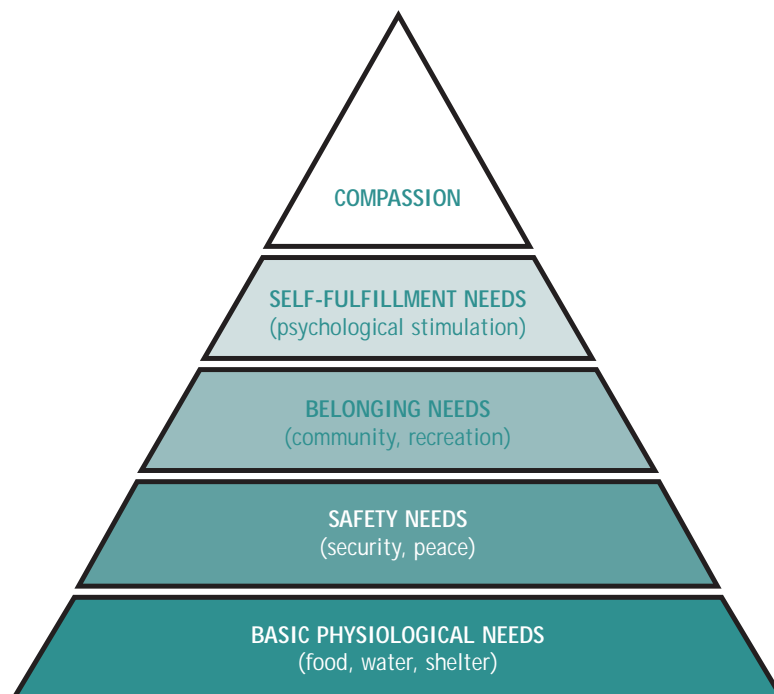 COMPASSION
SELF-FULFILLMENT NEEDS
(psychological stimulation)
BELONGING NEEDS
(community, recreation)
SAFETY NEEDS
(security, peace)
BASIC PHYSIOLOGICAL NEEDS
(food, water, shelter)